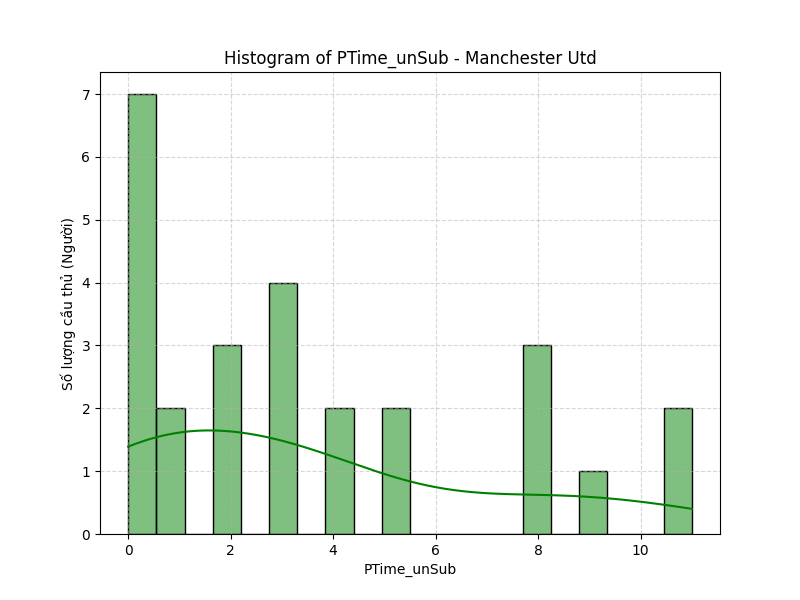 Histogram of PTime_unSub - Manchester Utd
7
6
5
4
3
2
1
0
Số lượng cầu thủ (Người)
0 2 4 6 8 10
PTime_unSub